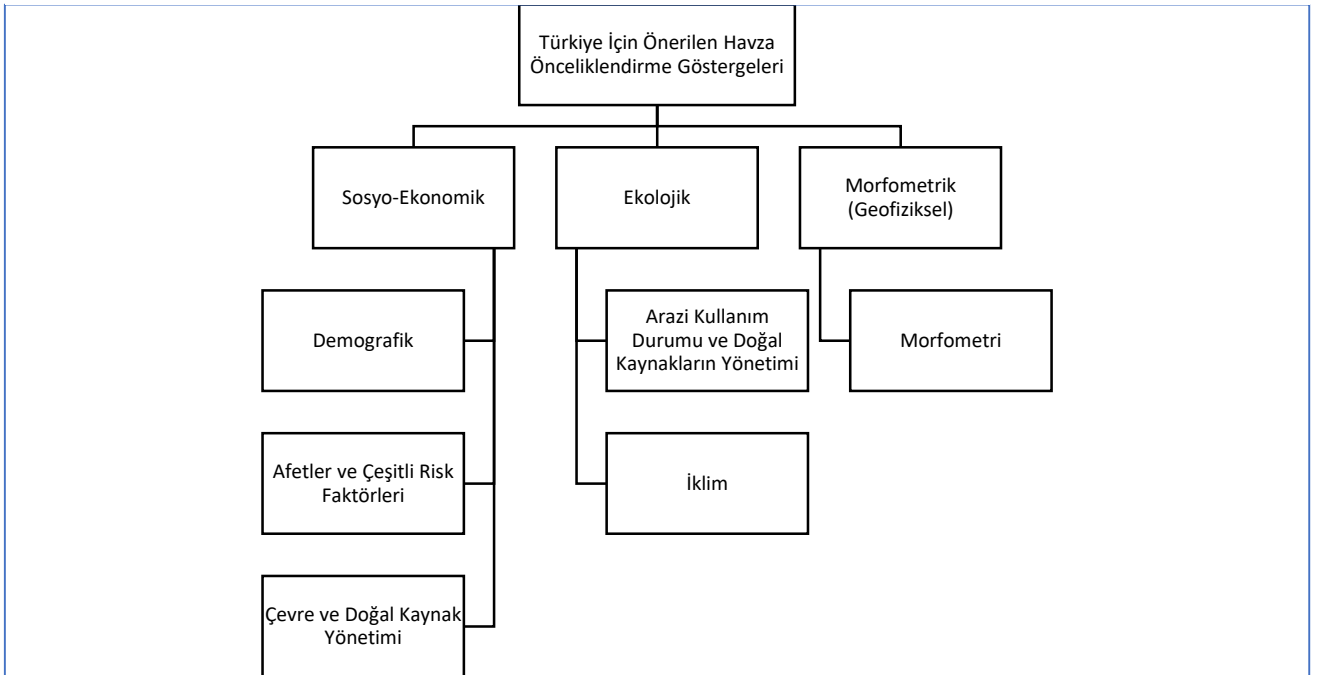 Türkiye İçin Önerilen Havza
Önceliklendirme Göstergeleri
Sosyo-Ekonomik
Ekolojik
Morfometrik
(Geofiziksel)
Demografik
Arazi Kullanım
Durumu ve Doğal
Kaynakların Yönetimi
Morfometri
Afetler ve Çeşitli Risk
Faktörleri
İklim
Çevre ve Doğal Kaynak
Yönetimi